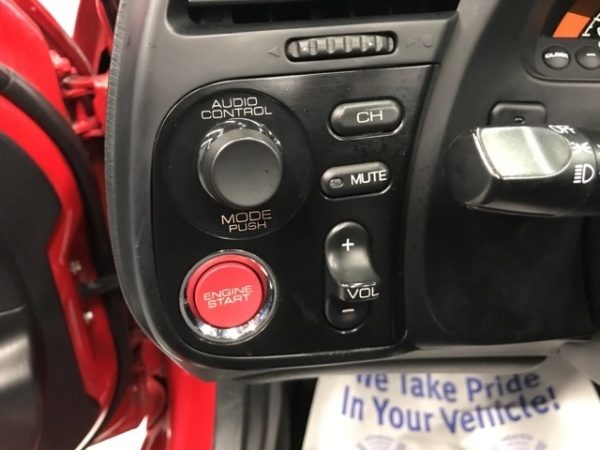 AUDIO
CONTROL
CH
MUTE
MODE
PUSH
+
VOL
-
ENGINE
START
We Take Pride
In Your Vehicle!